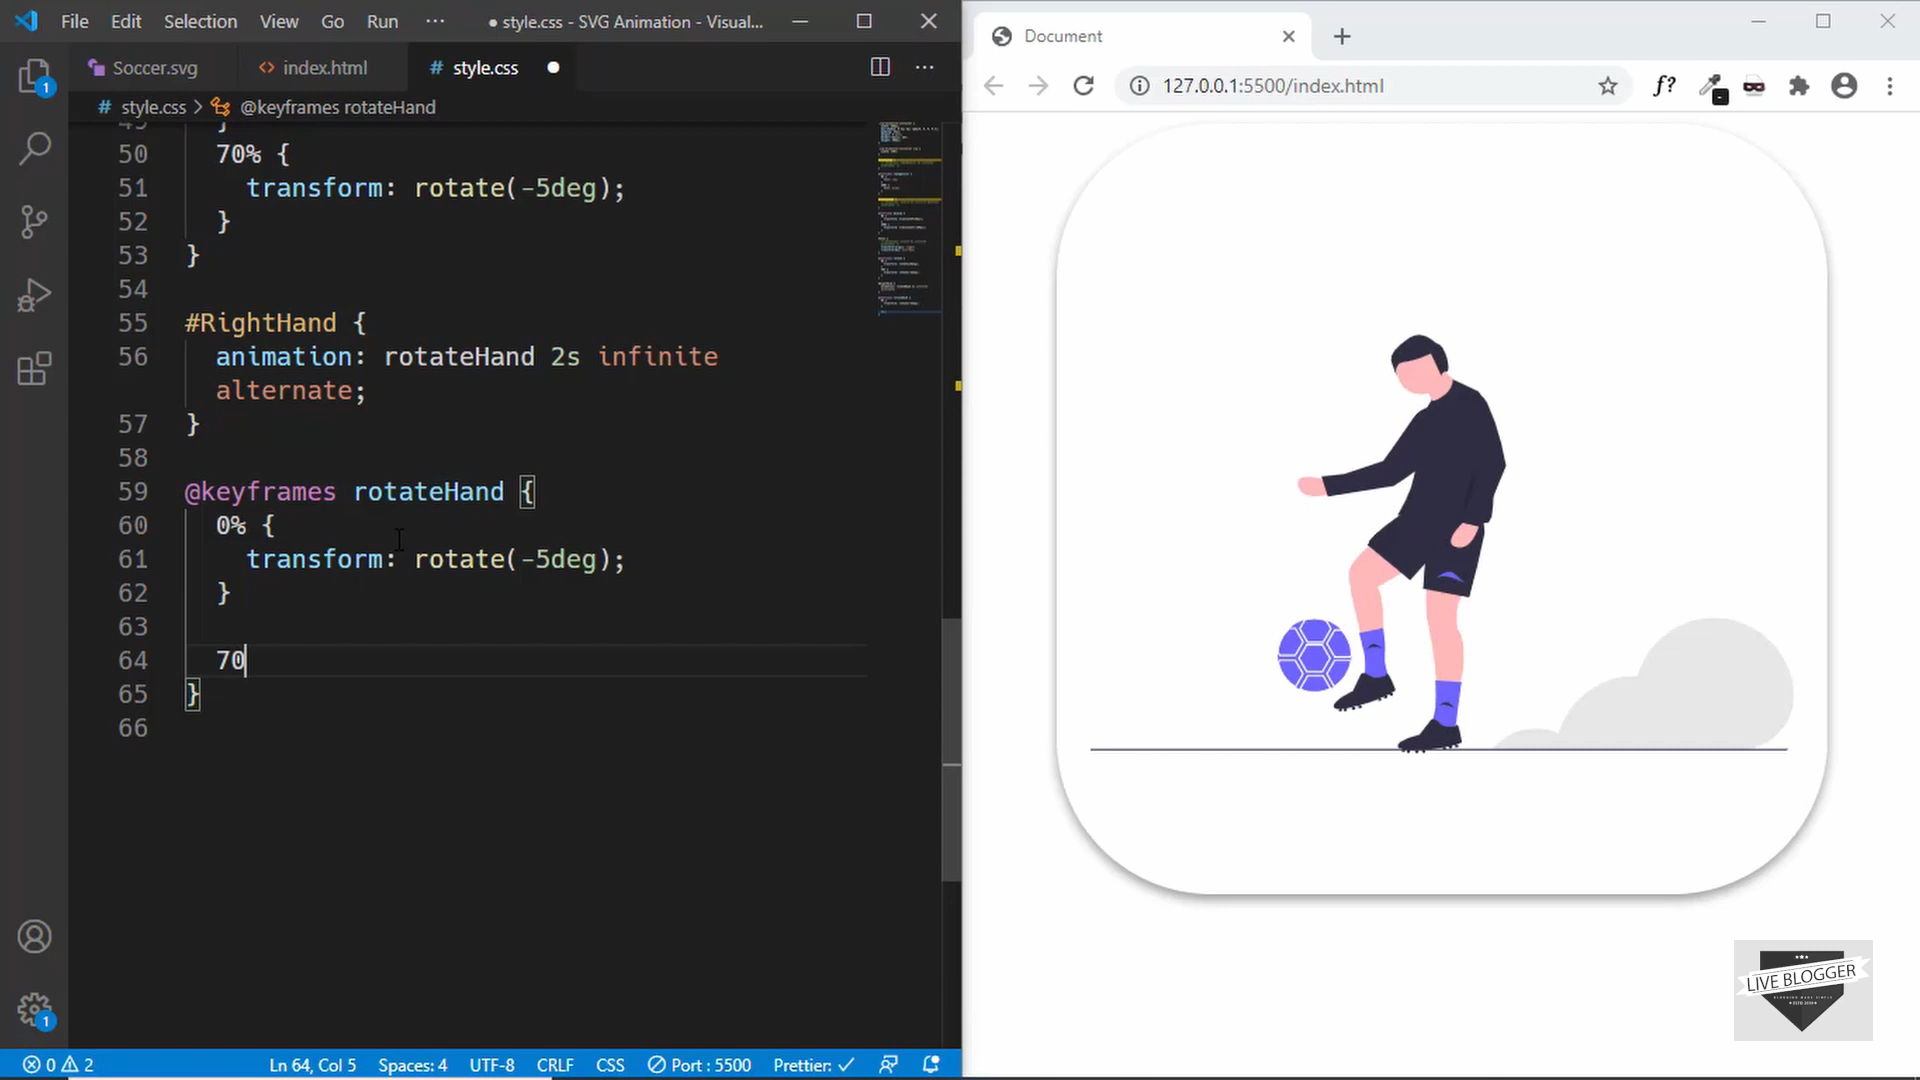 File Edit Selection View Go Run ··· ● style.css - SVG Animation - Visual...
Soccer.svg index.html # style.css ●
# style.css > @keyframes rotateHand
49 }
50 70% {
51 transform: rotate(-5deg);
52 }
53 }
54
55 #RightHand {
56 animation: rotateHand 2s infinite
alternate;
57 }
58
59 @keyframes rotateHand {
60 0% {
61 transform: rotate(-5deg);
62 }
63
64 70
65 }
66
1
1
0 2 Ln 64, Col 5 Spaces: 4 UTF-8 CRLF CSS Port : 5500 Prettier: ✓
Document
127.0.0.1:5500/index.html
f?
LIVE BLOGGER